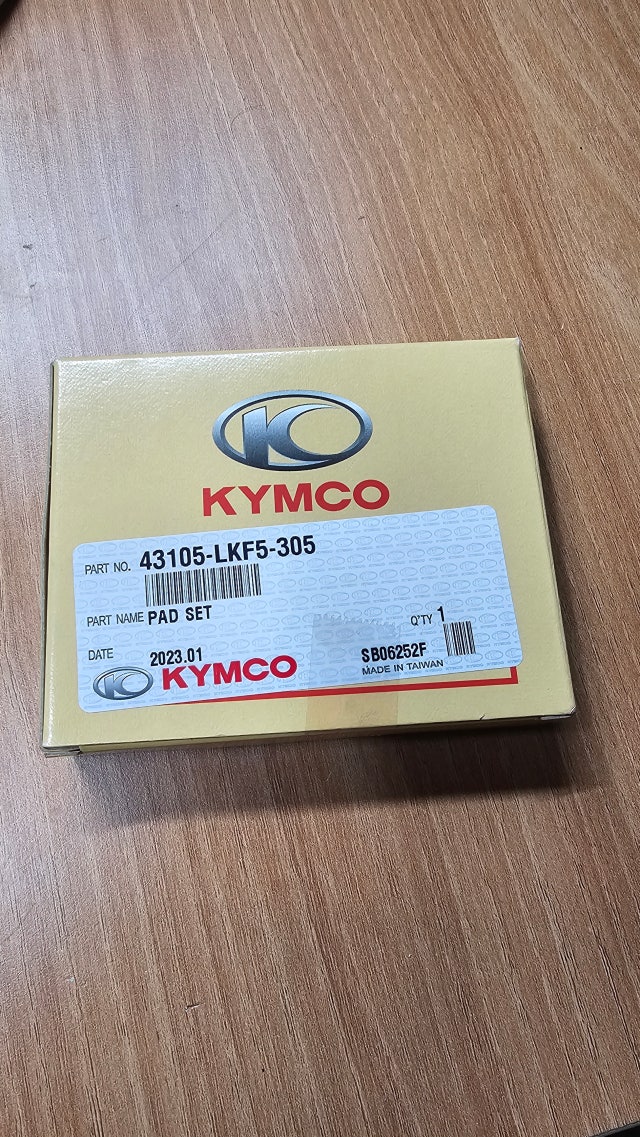 KYMCO
PART NO. 43105-LKF5-305
PART NAME PAD SET
Q'TY 1
DATE 2023.01
SB06252F
KYMCO
MADE IN TAIWAN